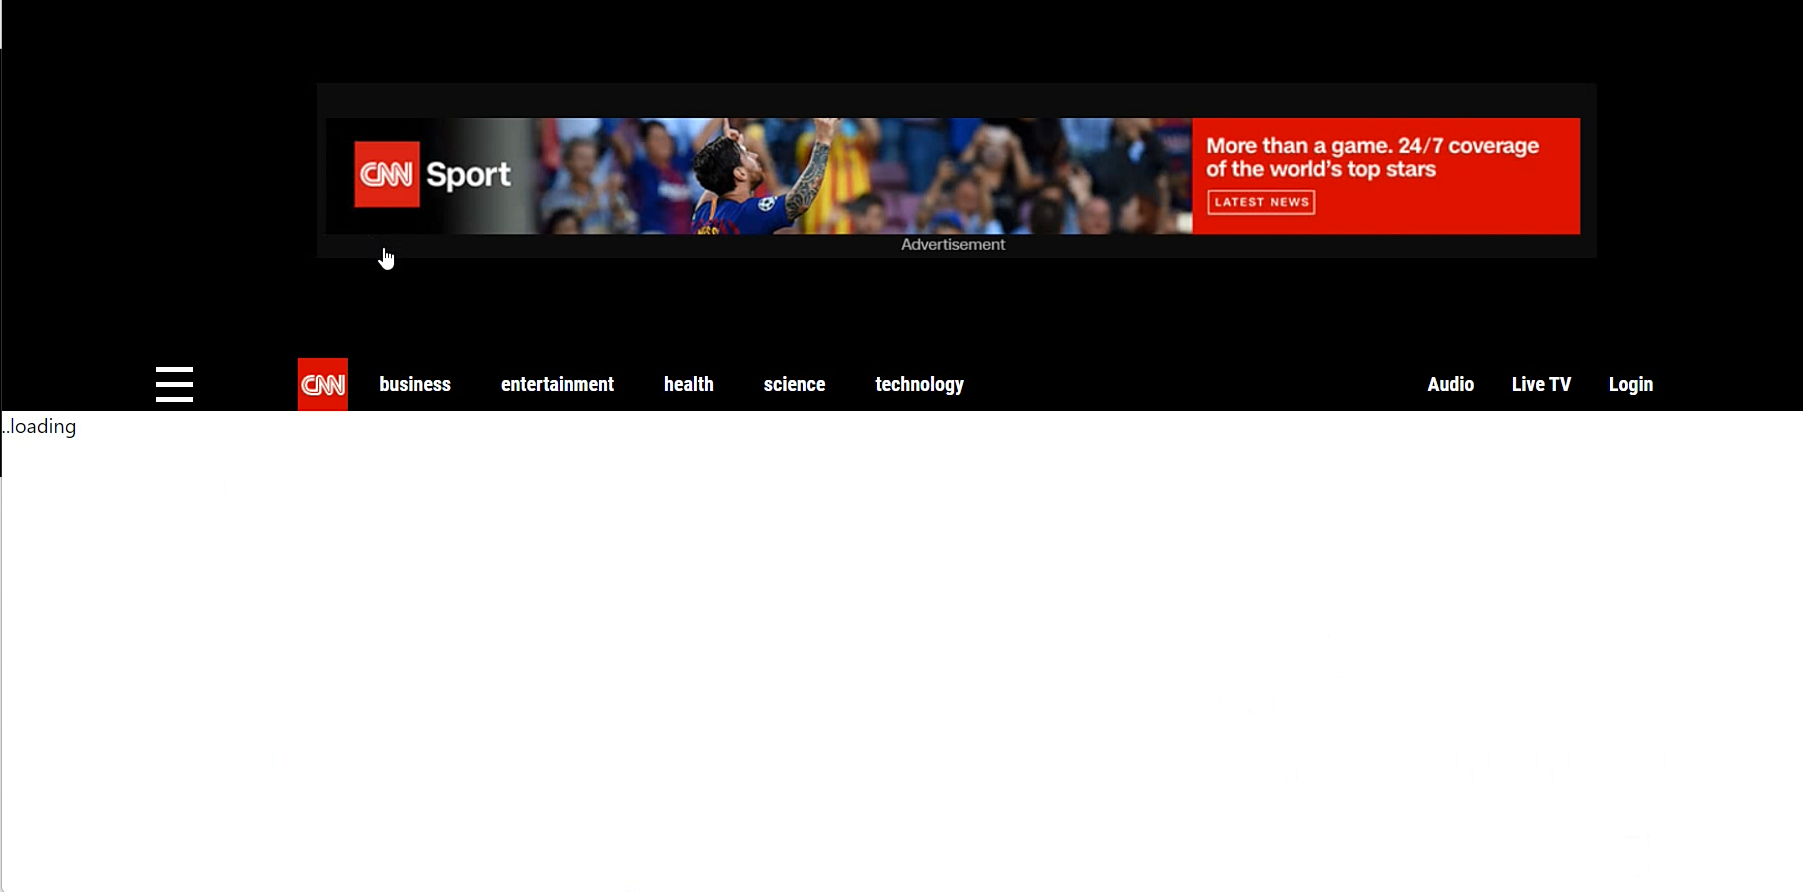 CNN Sport
More than a game. 24/7 coverage
of the world's top stars
LATEST NEWS
Advertisement
CNN business entertainment health science technology Audio Live TV Login
..loading